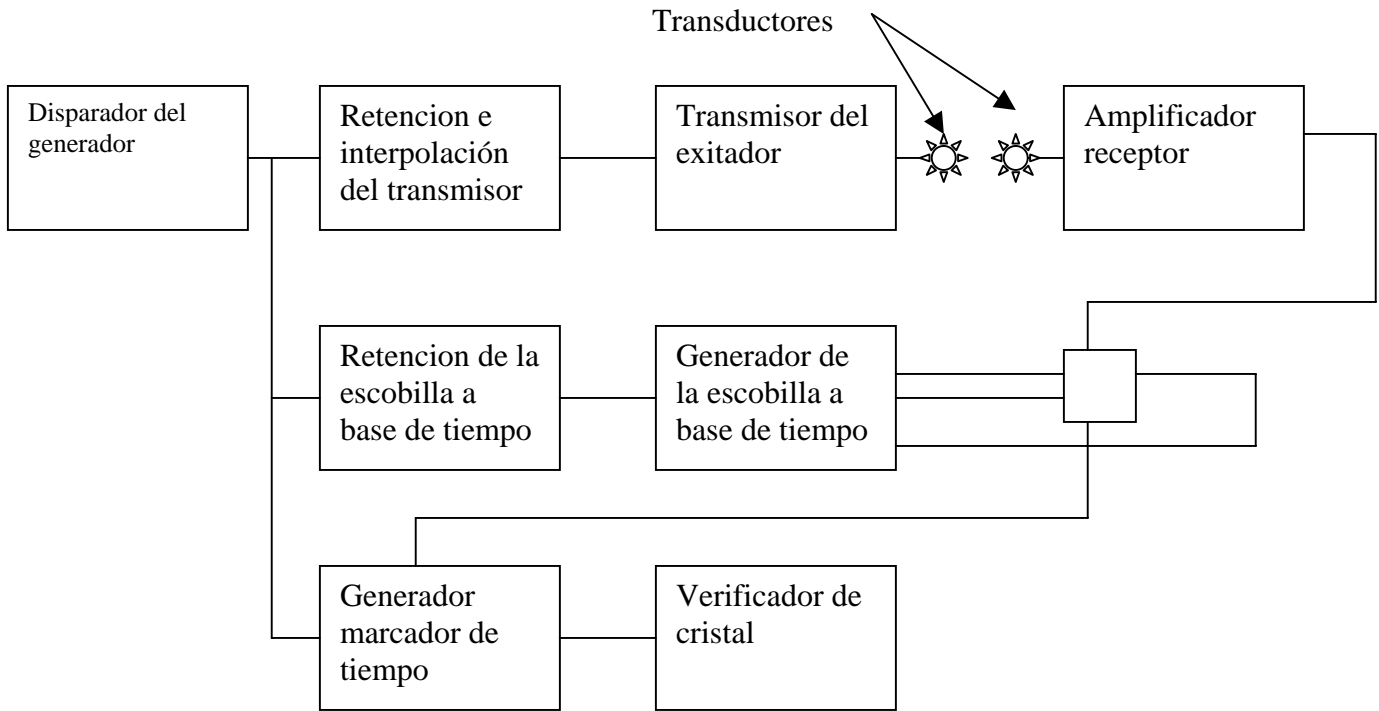 Transductores
Disparador del
generador
Retencion e
interpolación
del transmisor
Transmisor del
exitador
Amplificador
receptor
Retencion de la
escobilla a
base de tiempo
Generador de
la escobilla a
base de tiempo
Generador
marcador de
tiempo
Verificador de
cristal